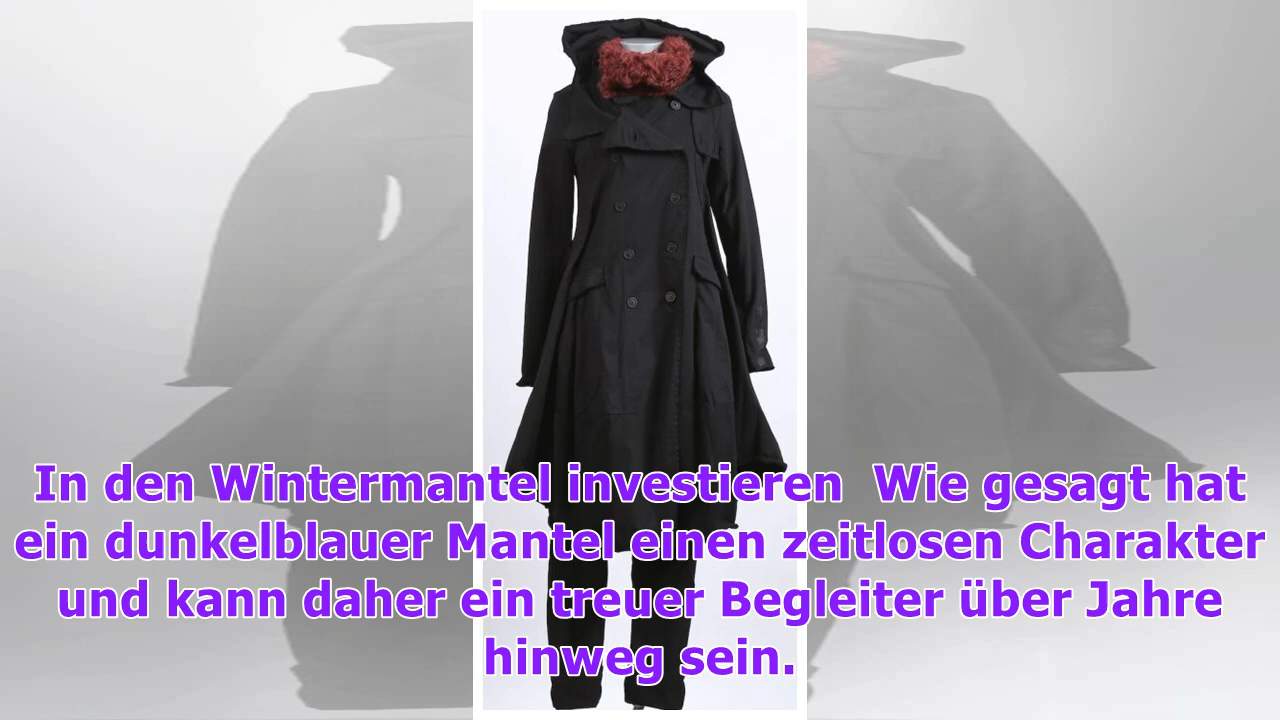 In den Wintermantel investieren  Wie gesagt hat
ein dunkelblauer Mantel einen zeitlosen Charakter
und kann daher ein treuer Begleiter über Jahre
hinweg sein.